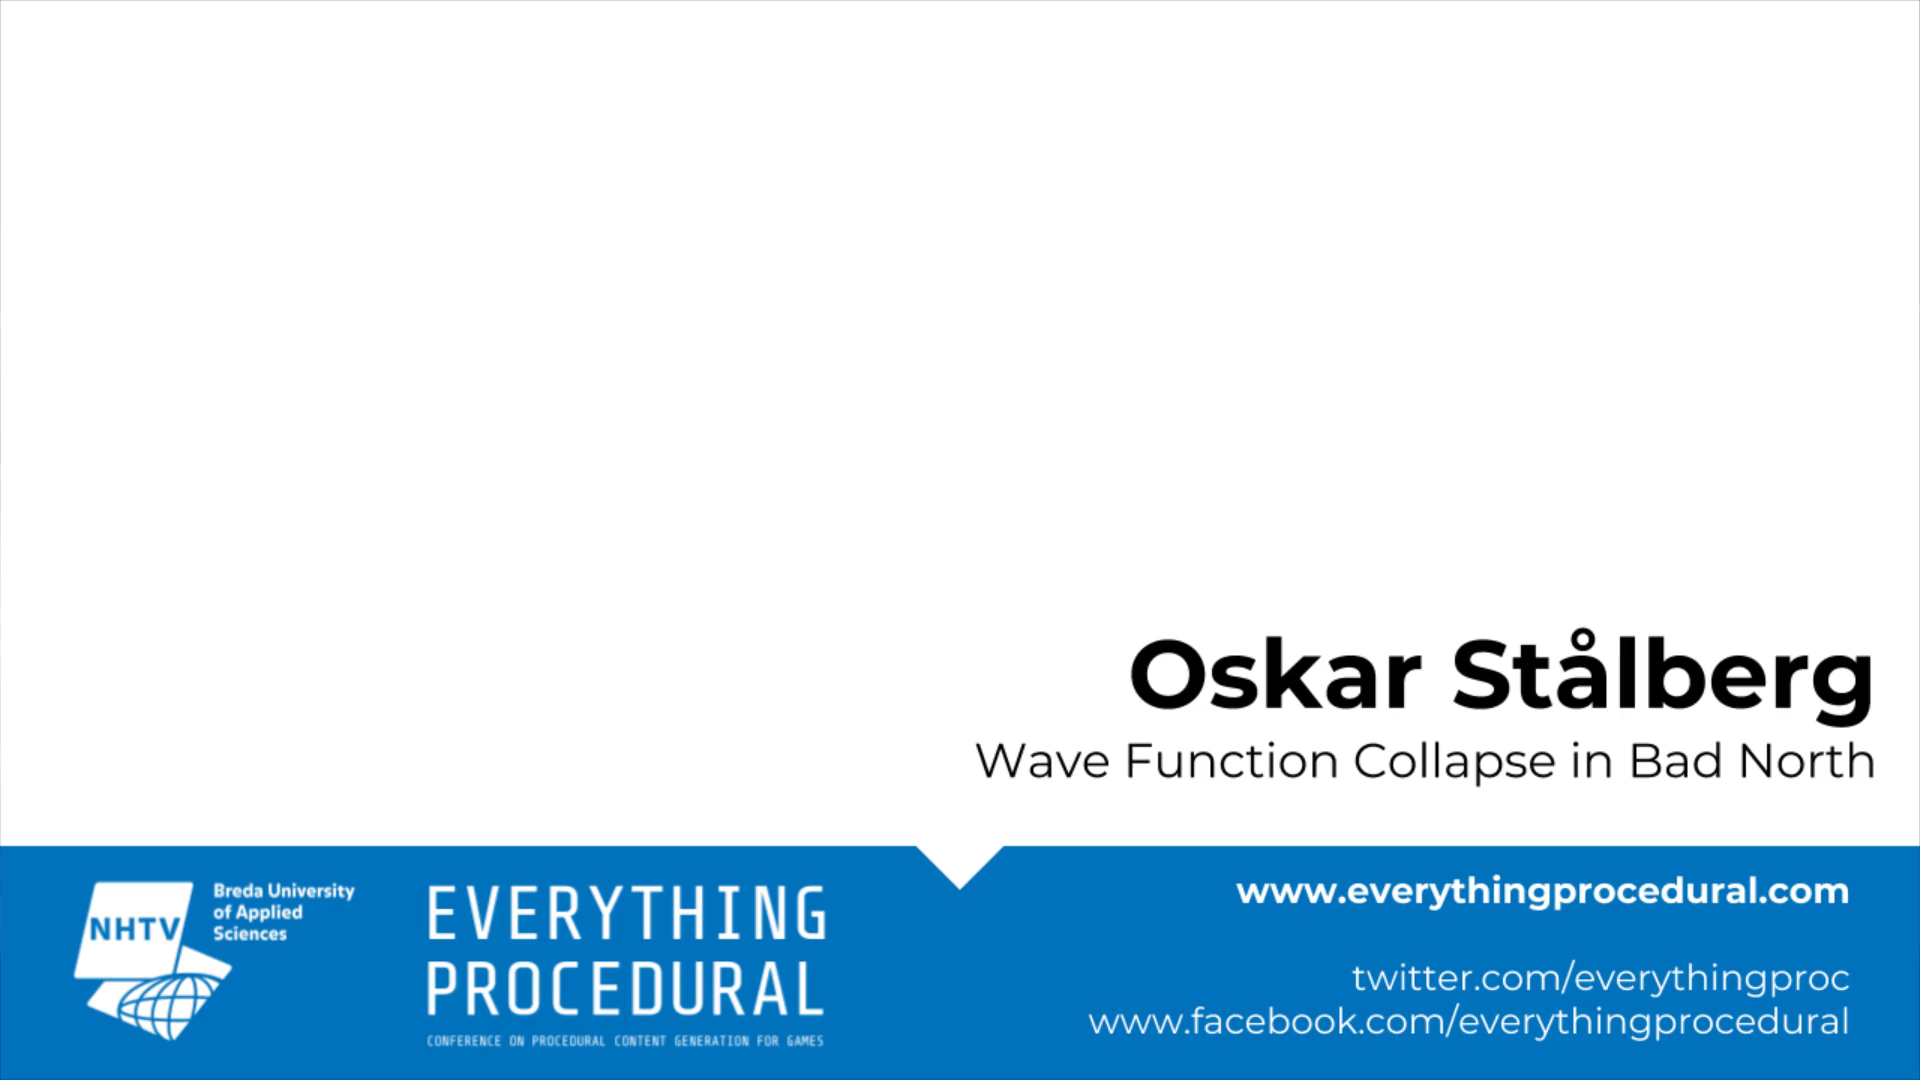 Oskar Stålberg
Wave Function Collapse in Bad North
NHTV
Breda University
of Applied
Sciences
EVERYTHING
PROCEDURAL
CONFERENCE ON PROCEDURAL CONTENT GENERATION FOR GAMES
www.everythingprocedural.com
twitter.com/everythingproc
www.facebook.com/everythingprocedural